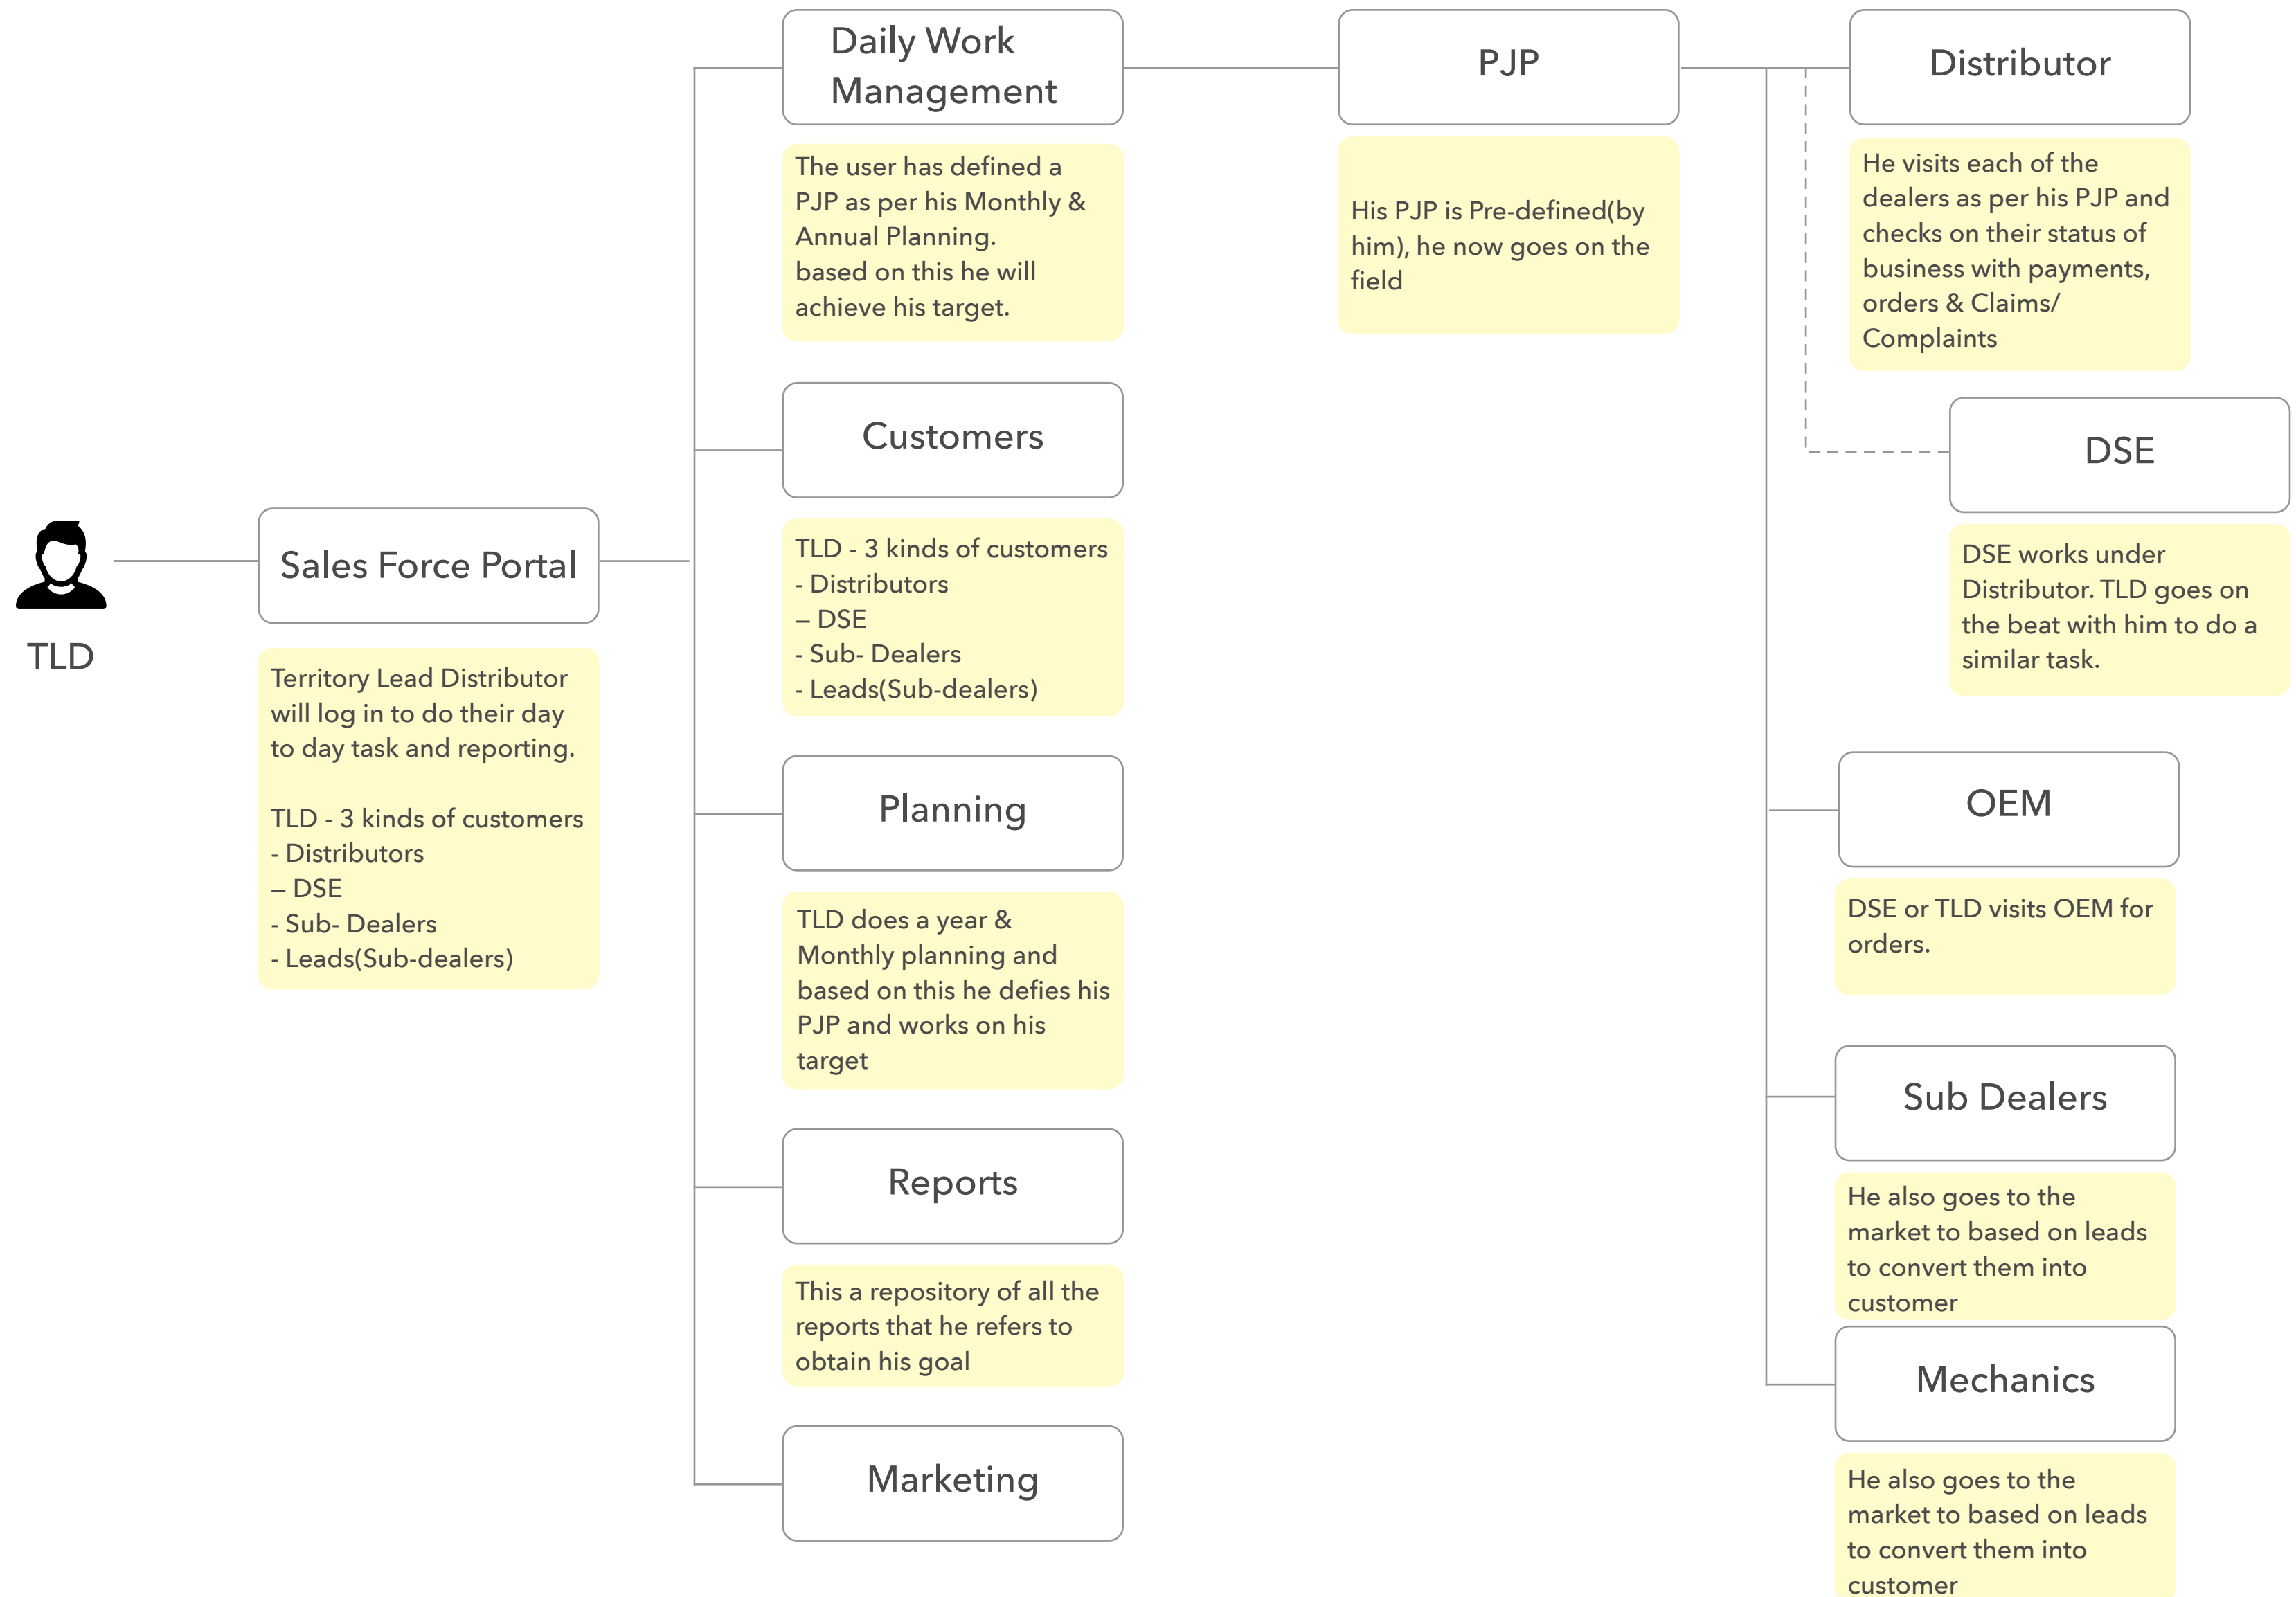 TLD
Sales Force Portal
Territory Lead Distributor
will log in to do their day
to day task and reporting.
TLD - 3 kinds of customers
- Distributors
– DSE
- Sub- Dealers
- Leads(Sub-dealers)
Daily Work
Management
The user has defined a
PJP as per his Monthly &
Annual Planning.
based on this he will
achieve his target.
Customers
TLD - 3 kinds of customers
- Distributors
– DSE
- Sub- Dealers
- Leads(Sub-dealers)
Planning
TLD does a year &
Monthly planning and
based on this he defies his
PJP and works on his
target
Reports
This a repository of all the
reports that he refers to
obtain his goal
Marketing
PJP
His PJP is Pre-defined(by
him), he now goes on the
field
Distributor
He visits each of the
dealers as per his PJP and
checks on their status of
business with payments,
orders & Claims/
Complaints
DSE
DSE works under
Distributor. TLD goes on
the beat with him to do a
similar task.
OEM
DSE or TLD visits OEM for
orders.
Sub Dealers
He also goes to the
market to based on leads
to convert them into
customer
Mechanics
He also goes to the
market to based on leads
to convert them into
customer